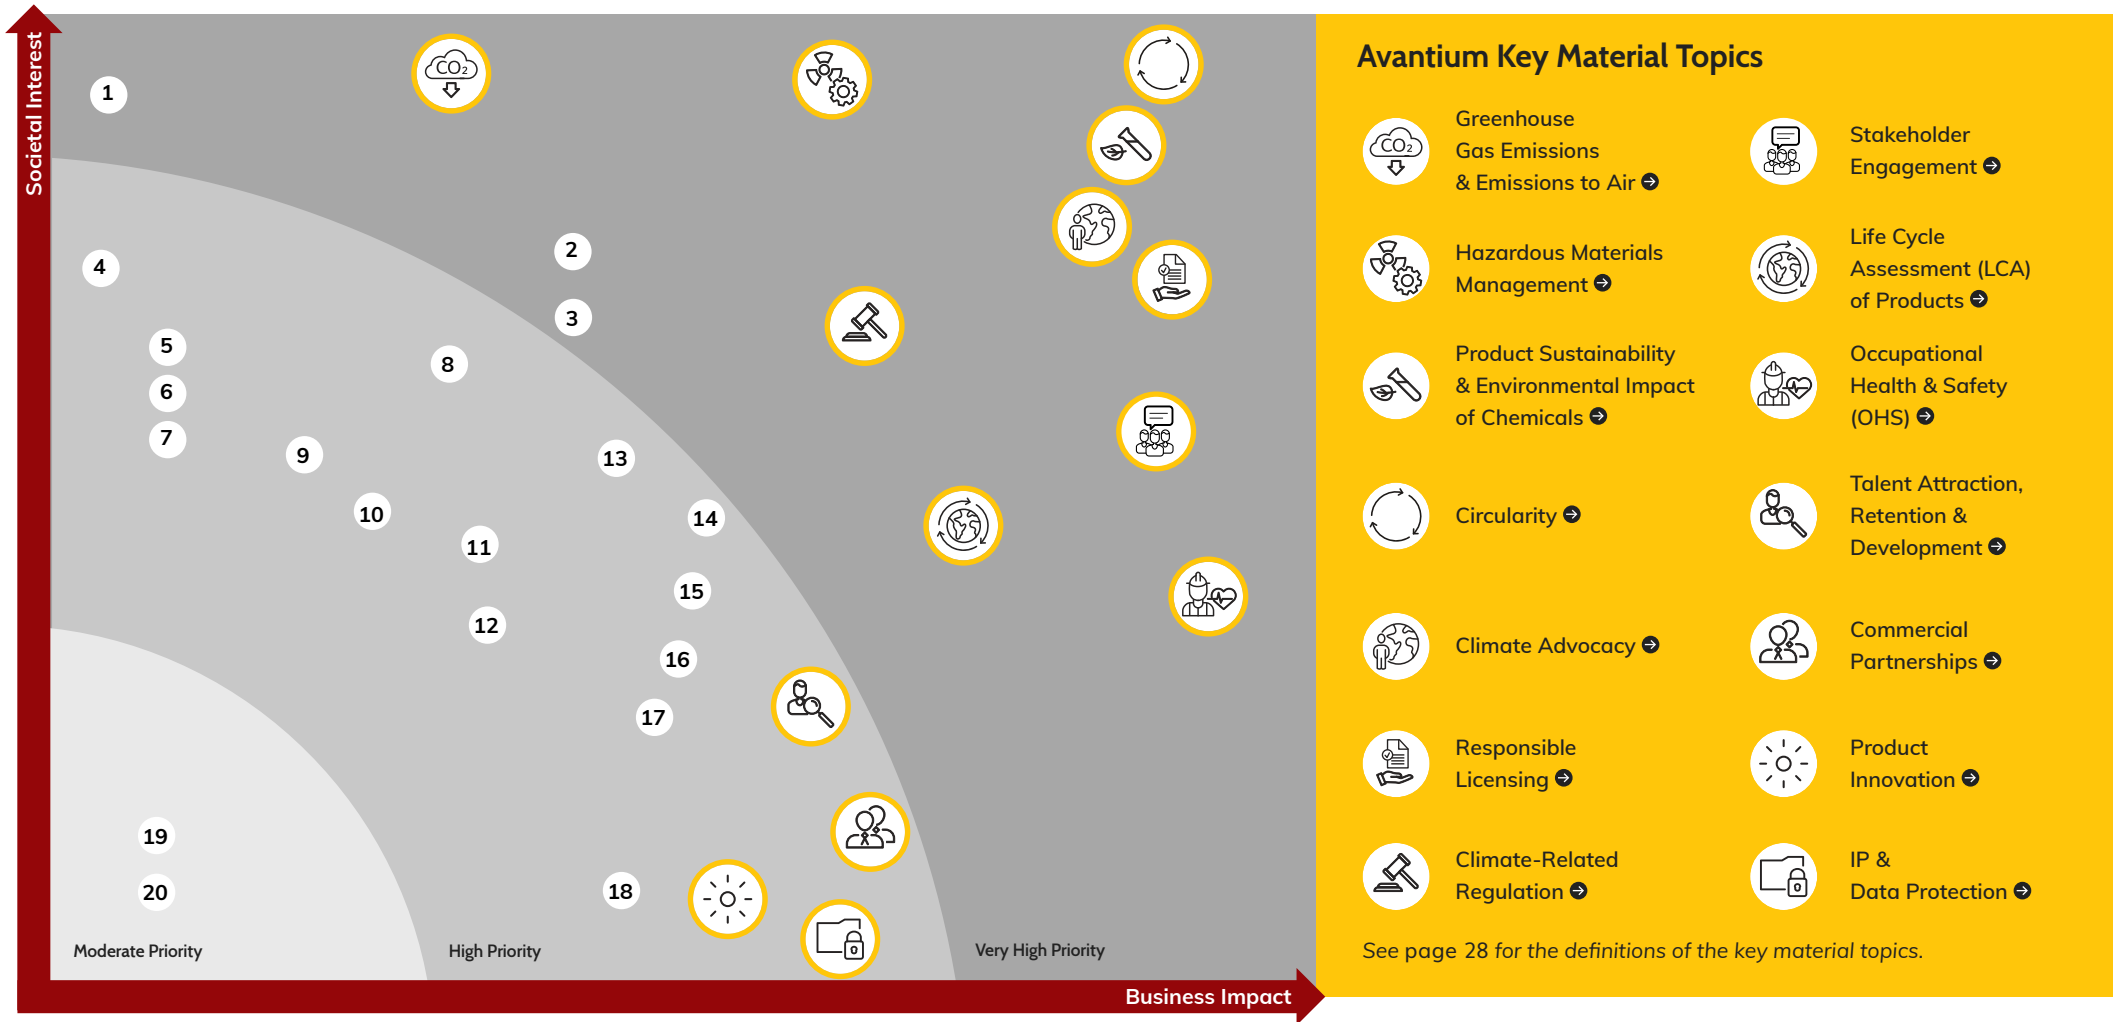 Societal Interest
1
2
3
4
5
6
7
8
9
10
11
12
13
14
15
16
17
18
19
20
CO₂
Moderate Priority
High Priority
Very High Priority
Business Impact
Avantium Key Material Topics
CO₂
Greenhouse
Gas Emissions
& Emissions to Air
Hazardous Materials
Management
Product Sustainability
& Environmental Impact
of Chemicals
Circularity
Climate Advocacy
Responsible
Licensing
Climate-Related
Regulation
Stakeholder
Engagement
Life Cycle
Assessment (LCA)
of Products
Occupational
Health & Safety
(OHS)
Talent Attraction,
Retention &
Development
Commercial
Partnerships
Product
Innovation
IP &
Data Protection
See page 28 for the definitions of the key material topics.